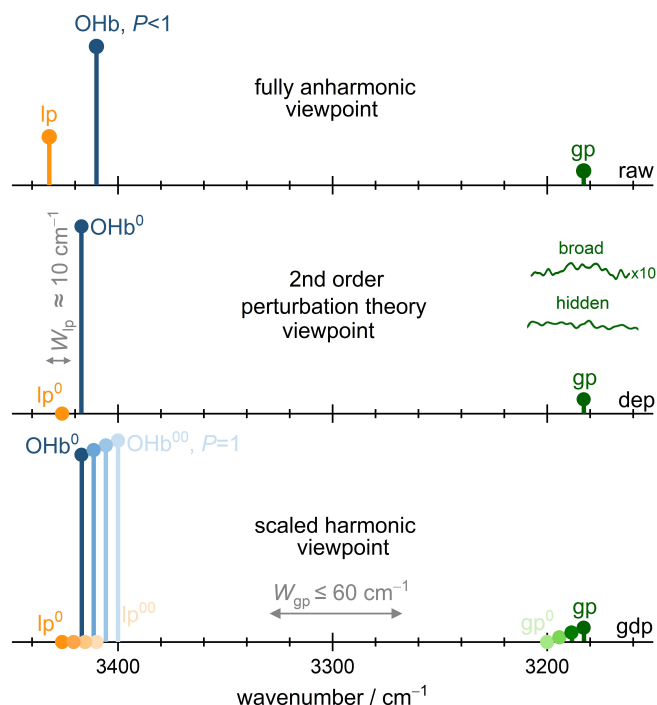 OHb, P<1
lp
fully anharmonic
viewpoint
gp
raw
OHb⁰
W_lp ≈ 10 cm⁻¹
2nd order
perturbation theory
viewpoint
broad
x10
hidden
lp⁰
gp
dep
OHb⁰
OHb⁰⁰, P=1
scaled harmonic
viewpoint
W_gp ≤ 60 cm⁻¹
lp⁰
lp⁰⁰
gp⁰
gp
gdp
3400
3300
3200
wavenumber / cm⁻¹